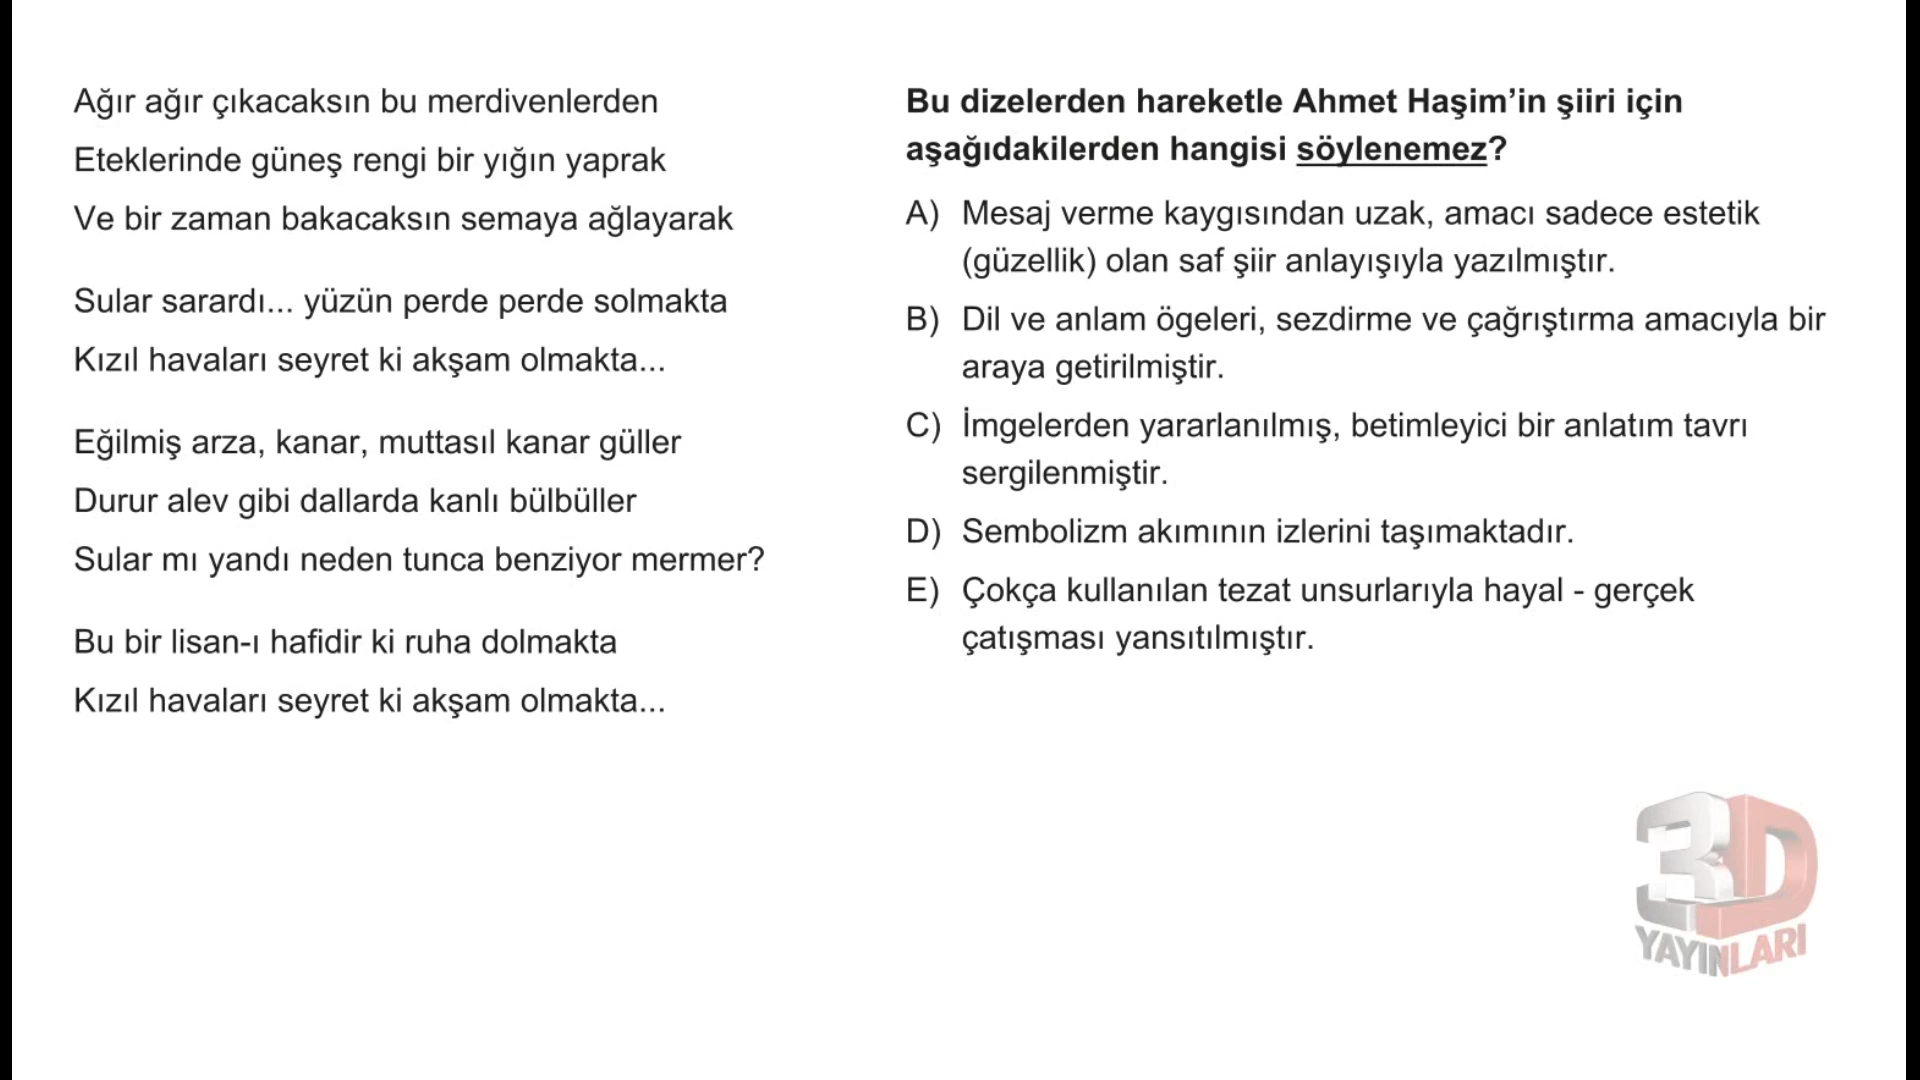 Ağır ağır çıkacaksın bu merdivenlerden
Eteklerinde güneş rengi bir yığın yaprak
Ve bir zaman bakacaksın semaya ağlayarak
Sular sarardı... yüzün perde perde solmakta
Kızıl havaları seyret ki akşam olmakta...
Eğilmiş arza, kanar, muttasıl kanar güller
Durur alev gibi dallarda kanlı bülbüller
Sular mı yandı neden tunca benziyor mermer?
Bu bir lisan-ı hafidir ki ruha dolmakta
Kızıl havaları seyret ki akşam olmakta...
Bu dizelerden hareketle Ahmet Haşim’in şiiri için
aşağıdakilerden hangisi söylenemez?
A) Mesaj verme kaygısından uzak, amacı sadece estetik
(güzellik) olan saf şiir anlayışıyla yazılmıştır.
B) Dil ve anlam ögeleri, sezdirme ve çağrıştırma amacıyla bir
araya getirilmiştir.
C) İmgelerden yararlanılmış, betimleyici bir anlatım tavrı
sergilenmiştir.
D) Sembolizm akımının izlerini taşımaktadır.
E) Çokça kullanılan tezat unsurlarıyla hayal - gerçek
çatışması yansıtılmıştır.
3D
YAYINLARI